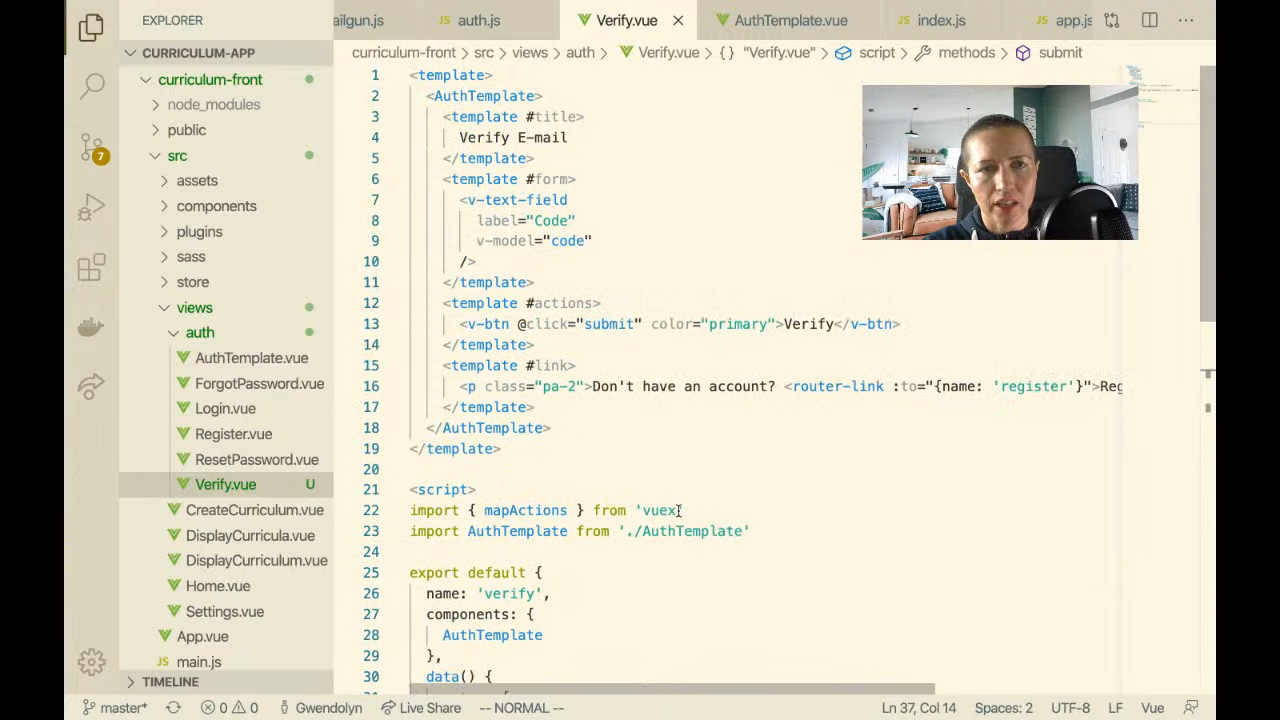 EXPLORER
CURRICULUM-APP
curriculum-front
node_modules
public
src
assets
components
plugins
sass
store
views
auth
AuthTemplate.vue
ForgotPassword.vue
Login.vue
Register.vue
ResetPassword.vue
Verify.vue U
CreateCurriculum.vue
DisplayCurricula.vue
DisplayCurriculum.vue
Home.vue
Settings.vue
App.vue
main.js
TIMELINE
7
ailgun.js auth.js Verify.vue AuthTemplate.vue index.js app.js
curriculum-front > src > views > auth > Verify.vue > {} "Verify.vue" > script > methods > submit
1 <template>
2 <AuthTemplate>
3 <template #title>
4 Verify E-mail
5 </template>
6 <template #form>
7 <v-text-field
8 label="Code"
9 v-model="code"
10 />
11 </template>
12 <template #actions>
13 <v-btn @click="submit" color="primary">Verify</v-btn>
14 </template>
15 <template #link>
16 <p class="pa-2">Don't have an account? <router-link :to="{name: 'register'}">Reg
17 </template>
18 </AuthTemplate>
19 </template>
20
21 <script>
22 import { mapActions } from 'vuex'
23 import AuthTemplate from './AuthTemplate'
24
25 export default {
26 name: 'verify',
27 components: {
28 AuthTemplate
29 },
30 data() {
master* 0 0 Gwendolyn Live Share -- NORMAL -- Ln 37, Col 14 Spaces: 2 UTF-8 LF Vue